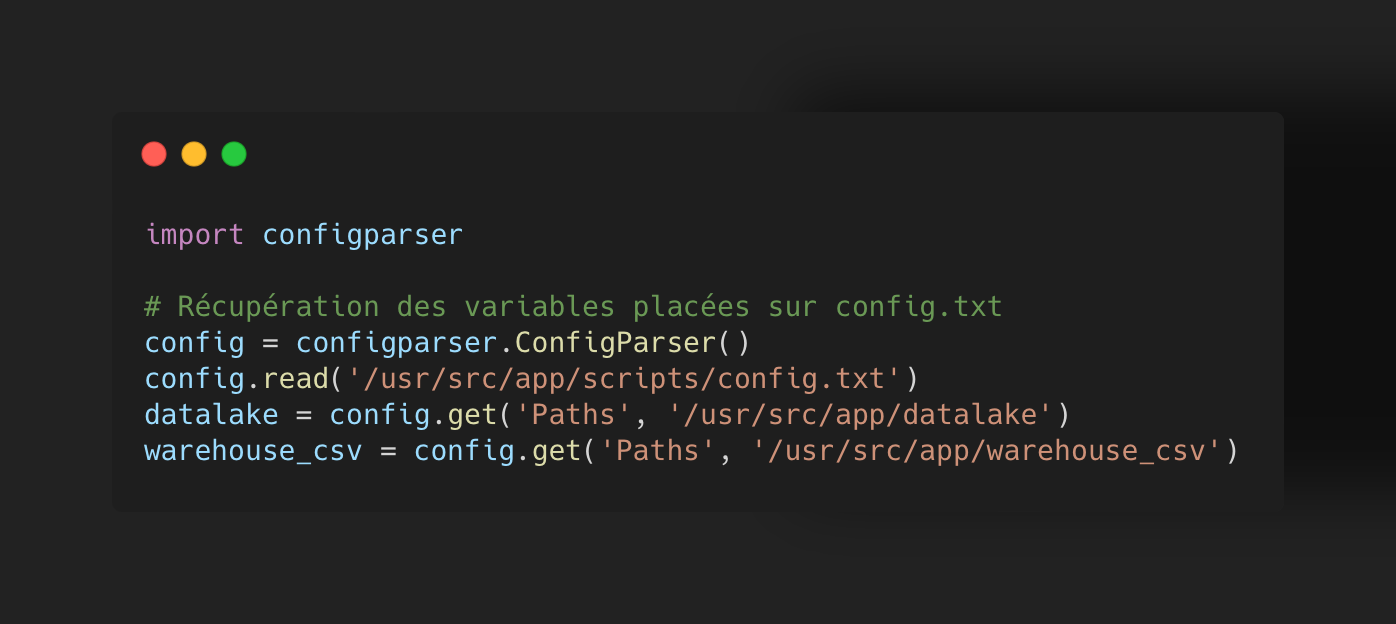 import configparser
# Récupération des variables placées sur config.txt
config = configparser.ConfigParser()
config.read('/usr/src/app/scripts/config.txt')
datalake = config.get('Paths', '/usr/src/app/datalake')
warehouse_csv = config.get('Paths', '/usr/src/app/warehouse_csv')